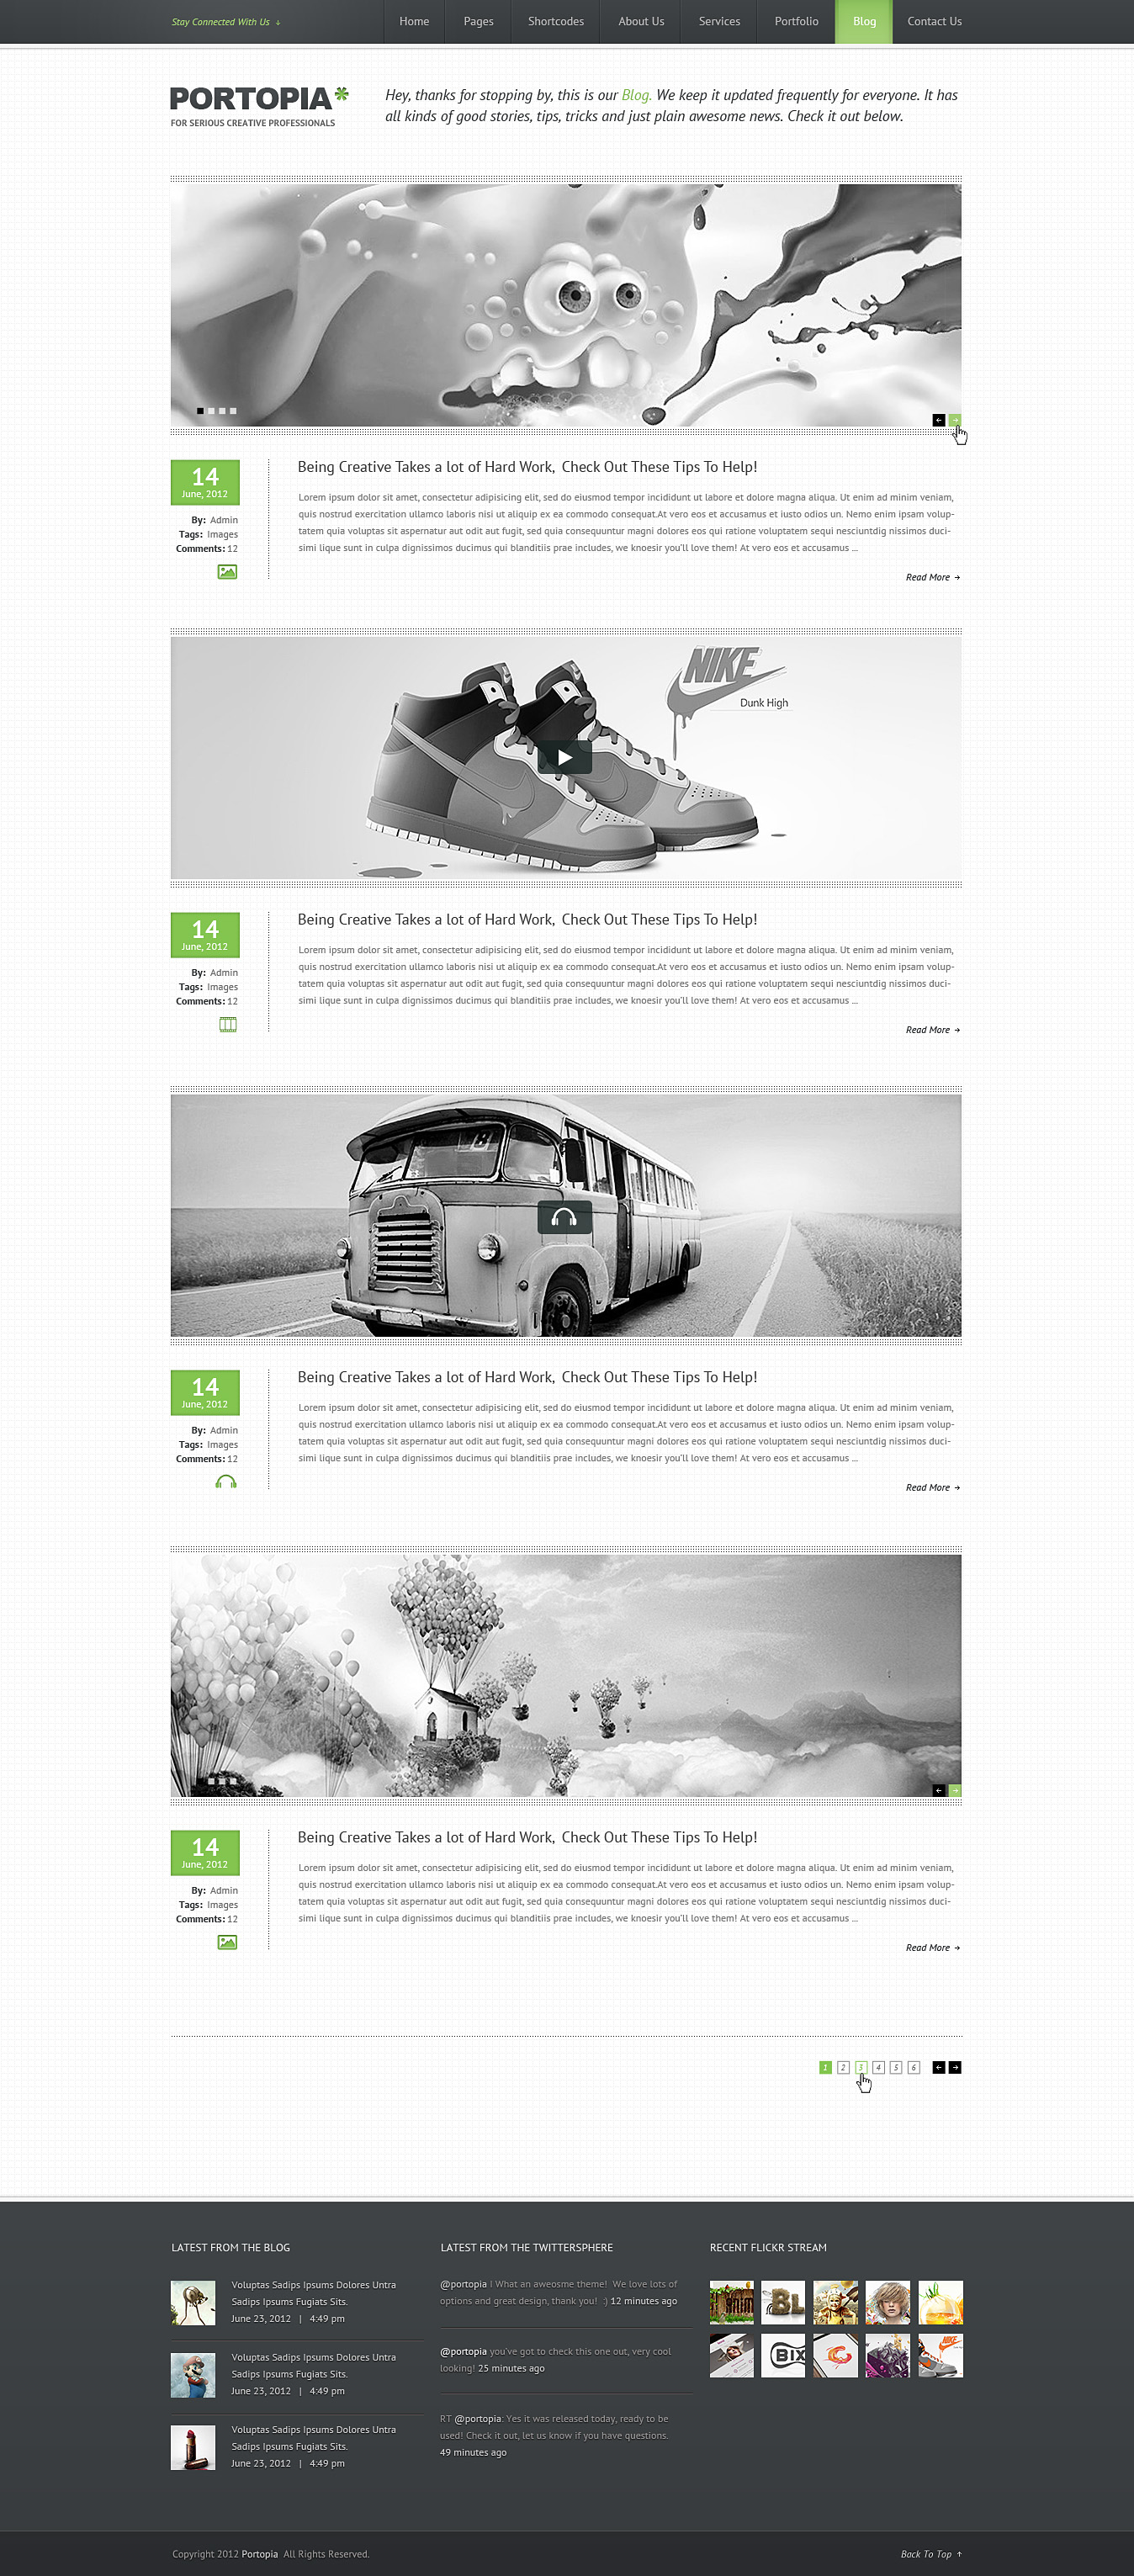 Stay Connected With Us ↓
Home Pages Shortcodes About Us Services Portfolio Blog Contact Us
PORTOPIA
FOR SERIOUS CREATIVE PROFESSIONALS
Hey, thanks for stopping by, this is our Blog. We keep it updated frequently for everyone. It has
all kinds of good stories, tips, tricks and just plain awesome news. Check it out below.
14
June, 2012
By: Admin
Tags: Images
Comments: 12
Being Creative Takes a lot of Hard Work, Check Out These Tips To Help!
Lorem ipsum dolor sit amet, consectetur adipisicing elit, sed do eiusmod tempor incididunt ut labore et dolore magna aliqua. Ut enim ad minim veniam,
quis nostrud exercitation ullamco laboris nisi ut aliquip ex ea commodo consequat.At vero eos et accusamus et iusto odios un. Nemo enim ipsam volup-
tatem quia voluptas sit aspernatur aut odit aut fugit, sed quia consequuntur magni dolores eos qui ratione voluptatem sequi nesciuntdig nissimos duci-
simi lique sunt in culpa dignissimos ducimus qui blanditiis prae includes, we knoesir you'll love them! At vero eos et accusamus ...
Read More →
NIKE
Dunk High
14
June, 2012
By: Admin
Tags: Images
Comments: 12
Being Creative Takes a lot of Hard Work, Check Out These Tips To Help!
Lorem ipsum dolor sit amet, consectetur adipisicing elit, sed do eiusmod tempor incididunt ut labore et dolore magna aliqua. Ut enim ad minim veniam,
quis nostrud exercitation ullamco laboris nisi ut aliquip ex ea commodo consequat.At vero eos et accusamus et iusto odios un. Nemo enim ipsam volup-
tatem quia voluptas sit aspernatur aut odit aut fugit, sed quia consequuntur magni dolores eos qui ratione voluptatem sequi nesciuntdig nissimos duci-
simi lique sunt in culpa dignissimos ducimus qui blanditiis prae includes, we knoesir you'll love them! At vero eos et accusamus ...
Read More →
8
14
June, 2012
By: Admin
Tags: Images
Comments: 12
Being Creative Takes a lot of Hard Work, Check Out These Tips To Help!
Lorem ipsum dolor sit amet, consectetur adipisicing elit, sed do eiusmod tempor incididunt ut labore et dolore magna aliqua. Ut enim ad minim veniam,
quis nostrud exercitation ullamco laboris nisi ut aliquip ex ea commodo consequat.At vero eos et accusamus et iusto odios un. Nemo enim ipsam volup-
tatem quia voluptas sit aspernatur aut odit aut fugit, sed quia consequuntur magni dolores eos qui ratione voluptatem sequi nesciuntdig nissimos duci-
simi lique sunt in culpa dignissimos ducimus qui blanditiis prae includes, we knoesir you'll love them! At vero eos et accusamus ...
Read More →
14
June, 2012
By: Admin
Tags: Images
Comments: 12
Being Creative Takes a lot of Hard Work, Check Out These Tips To Help!
Lorem ipsum dolor sit amet, consectetur adipisicing elit, sed do eiusmod tempor incididunt ut labore et dolore magna aliqua. Ut enim ad minim veniam,
quis nostrud exercitation ullamco laboris nisi ut aliquip ex ea commodo consequat.At vero eos et accusamus et iusto odios un. Nemo enim ipsam volup-
tatem quia voluptas sit aspernatur aut odit aut fugit, sed quia consequuntur magni dolores eos qui ratione voluptatem sequi nesciuntdig nissimos duci-
simi lique sunt in culpa dignissimos ducimus qui blanditiis prae includes, we knoesir you'll love them! At vero eos et accusamus ...
Read More →
1 2 3 4 5 6 ← →
LATEST FROM THE BLOG
Voluptas Sadips Ipsums Dolores Untra
Sadips Ipsums Fugiats Sits.
June 23, 2012 | 4:49 pm
Voluptas Sadips Ipsums Dolores Untra
Sadips Ipsums Fugiats Sits.
June 23, 2012 | 4:49 pm
Voluptas Sadips Ipsums Dolores Untra
Sadips Ipsums Fugiats Sits.
June 23, 2012 | 4:49 pm
LATEST FROM THE TWITTERSPHERE
@portopia I What an aweosme theme! We love lots of
options and great design, thank you! :) 12 minutes ago
@portopia you've got to check this one out, very cool
looking! 25 minutes ago
RT @portopia: Yes it was released today, ready to be
used! Check it out, let us know if you have questions.
49 minutes ago
RECENT FLICKR STREAM
BL
BIX
Copyright 2012 Portopia All Rights Reserved.
Back To Top ↑